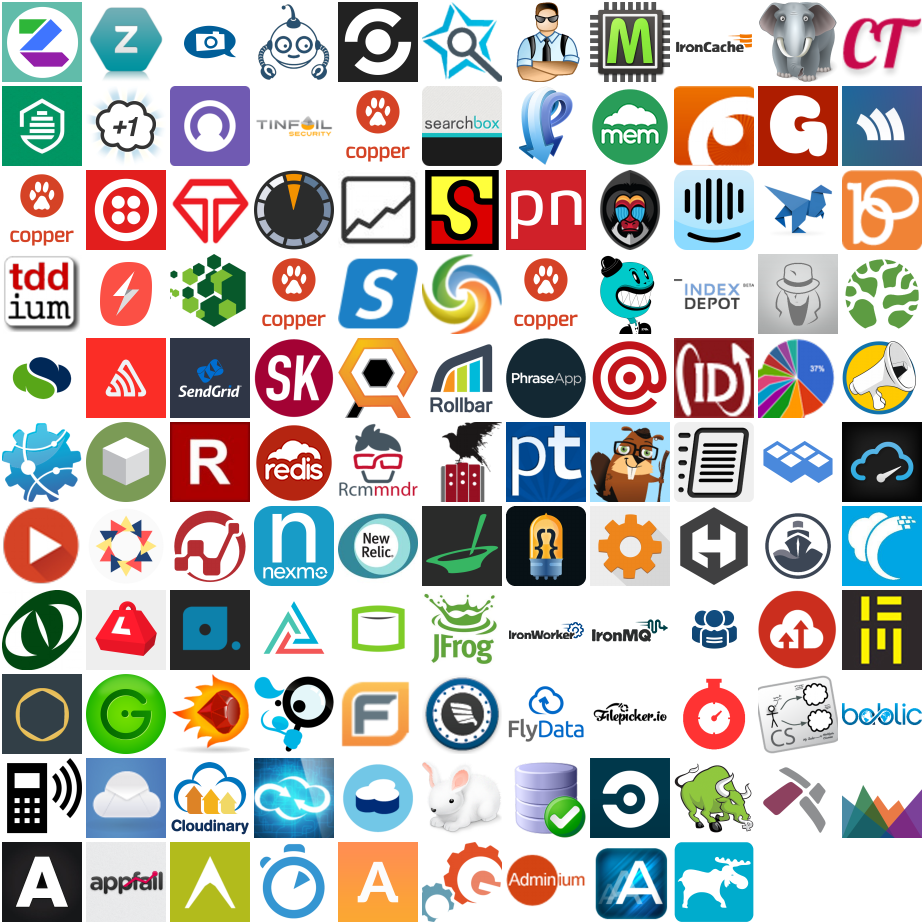 Z
M
IronCache
CT
+1
TINFOIL
SECURITY
copper
searchbox
mem
G
copper
S
pn
tdd
ium
copper
S
copper
INDEX BETA
DEPOT
SendGrid
SK
Rollbar
PhraseApp
@
ID
37%
R
redis
Rcmmndr
pt
n
nexmo
New
Relic.
H
L
JFrog
IronWorker
IronMQ
G
F
FlyData
Filepicker.io
CS
bablic
Cloudinary
A
appfail
A
Adminium
A